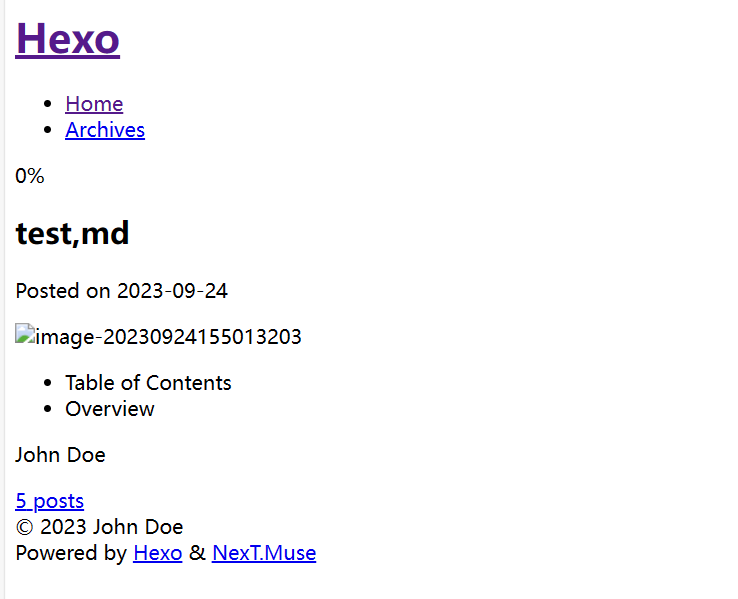 Hexo
Home
Archives
0%
test,md
Posted on 2023-09-24
image-20230924155013203
Table of Contents
Overview
John Doe
5 posts
© 2023 John Doe
Powered by Hexo & NexT.Muse